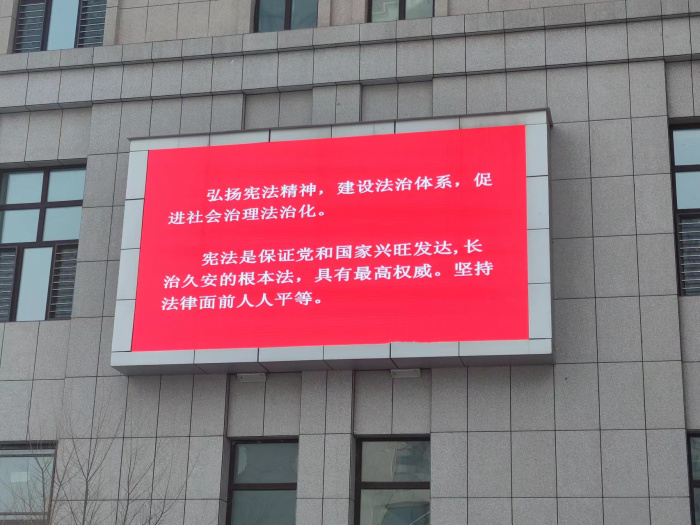 弘扬宪法精神，建设法治体系，促
进社会治理法治化。
宪法是保证党和国家兴旺发达,长
治久安的根本法，具有最高权威。坚持
法律面前人人平等。